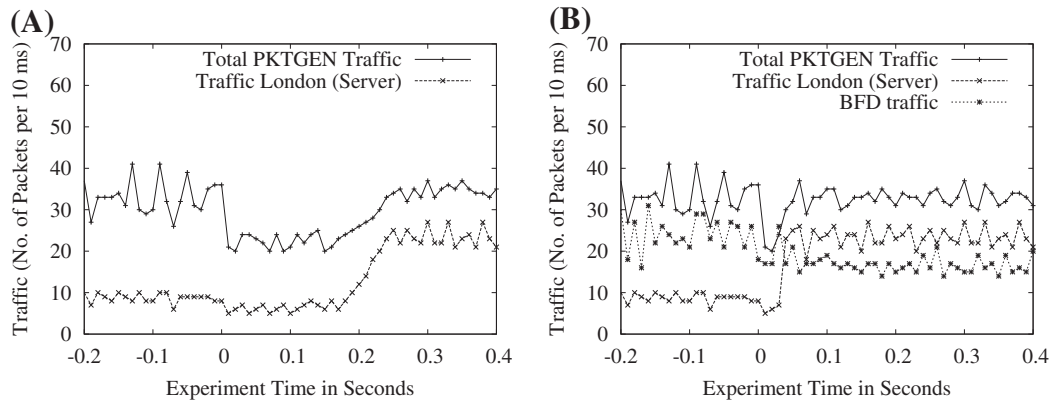 (A)
Traffic (No. of Packets per 10 ms)
70
60
50
40
30
20
10
0
Total PKTGEN Traffic
Traffic London (Server)
-0.2 -0.1 0 0.1 0.2 0.3 0.4
Experiment Time in Seconds
(B)
Traffic (No. of Packets per 10 ms)
70
60
50
40
30
20
10
0
Total PKTGEN Traffic
Traffic London (Server)
BFD traffic
-0.2 -0.1 0 0.1 0.2 0.3 0.4
Experiment Time in Seconds